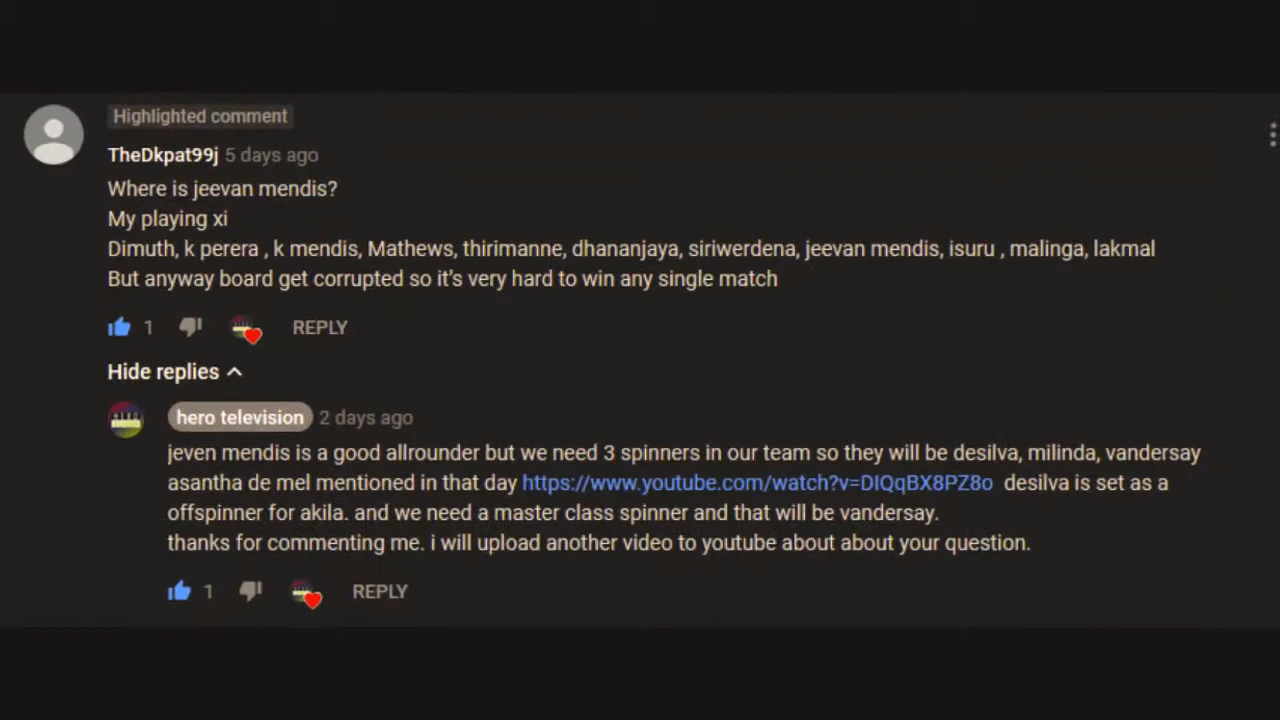 Highlighted comment
TheDkpat99j 5 days ago
Where is jeevan mendis?
My playing xi
Dimuth, k perera , k mendis, Mathews, thirimanne, dhananjaya, siriwerdena, jeevan mendis, isuru , malinga, lakmal
But anyway board get corrupted so it's very hard to win any single match
1 REPLY
Hide replies
hero television 2 days ago
jeven mendis is a good allrounder but we need 3 spinners in our team so they will be desilva, milinda, vandersay
asantha de mel mentioned in that day https://www.youtube.com/watch?v=DIQqBX8PZ8o desilva is set as a
offspinner for akila. and we need a master class spinner and that will be vandersay.
thanks for commenting me. i will upload another video to youtube about about your question.
1 REPLY